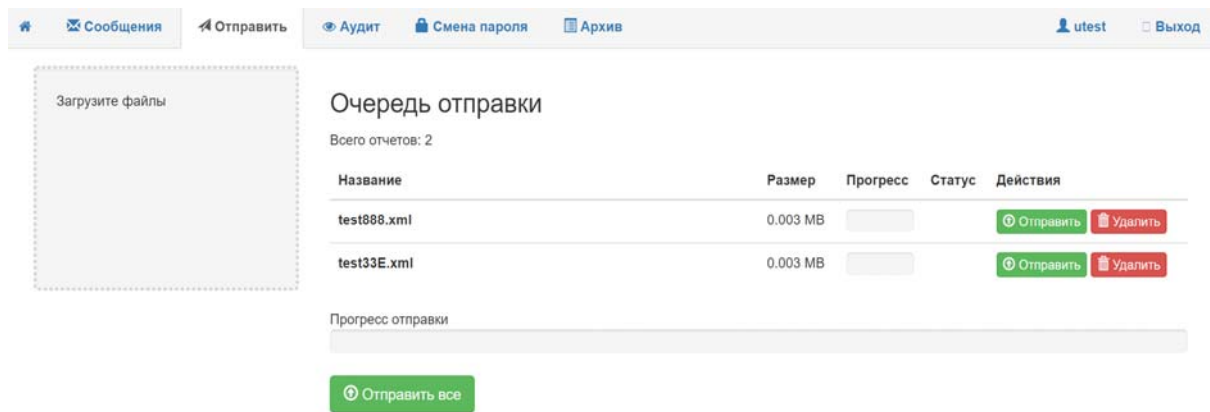 Сообщения Отправить Аудит Смена пароля Архив utest Выход
Загрузите файлы
Очередь отправки
Всего отчетов: 2
Название Размер Прогресс Статус Действия
test888.xml 0.003 MB Отправить Удалить
test33E.xml 0.003 MB Отправить Удалить
Прогресс отправки
Отправить все